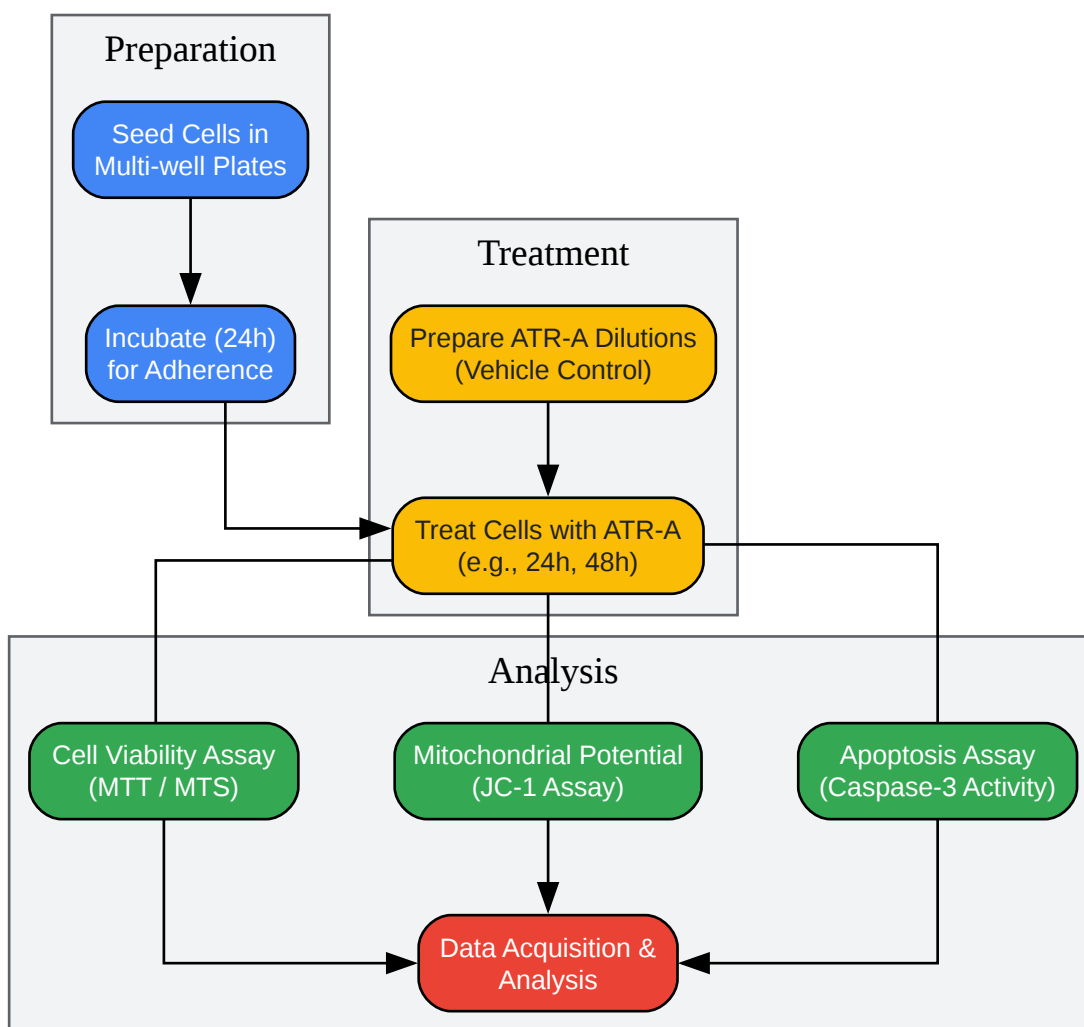 Preparation
Seed Cells in
Multi-well Plates
Incubate (24h)
for Adherence
Treatment
Prepare ATR-A Dilutions
(Vehicle Control)
Treat Cells with ATR-A
(e.g., 24h, 48h)
Analysis
Cell Viability Assay
(MTT / MTS)
Mitochondrial Potential
(JC-1 Assay)
Apoptosis Assay
(Caspase-3 Activity)
Data Acquisition &
Analysis